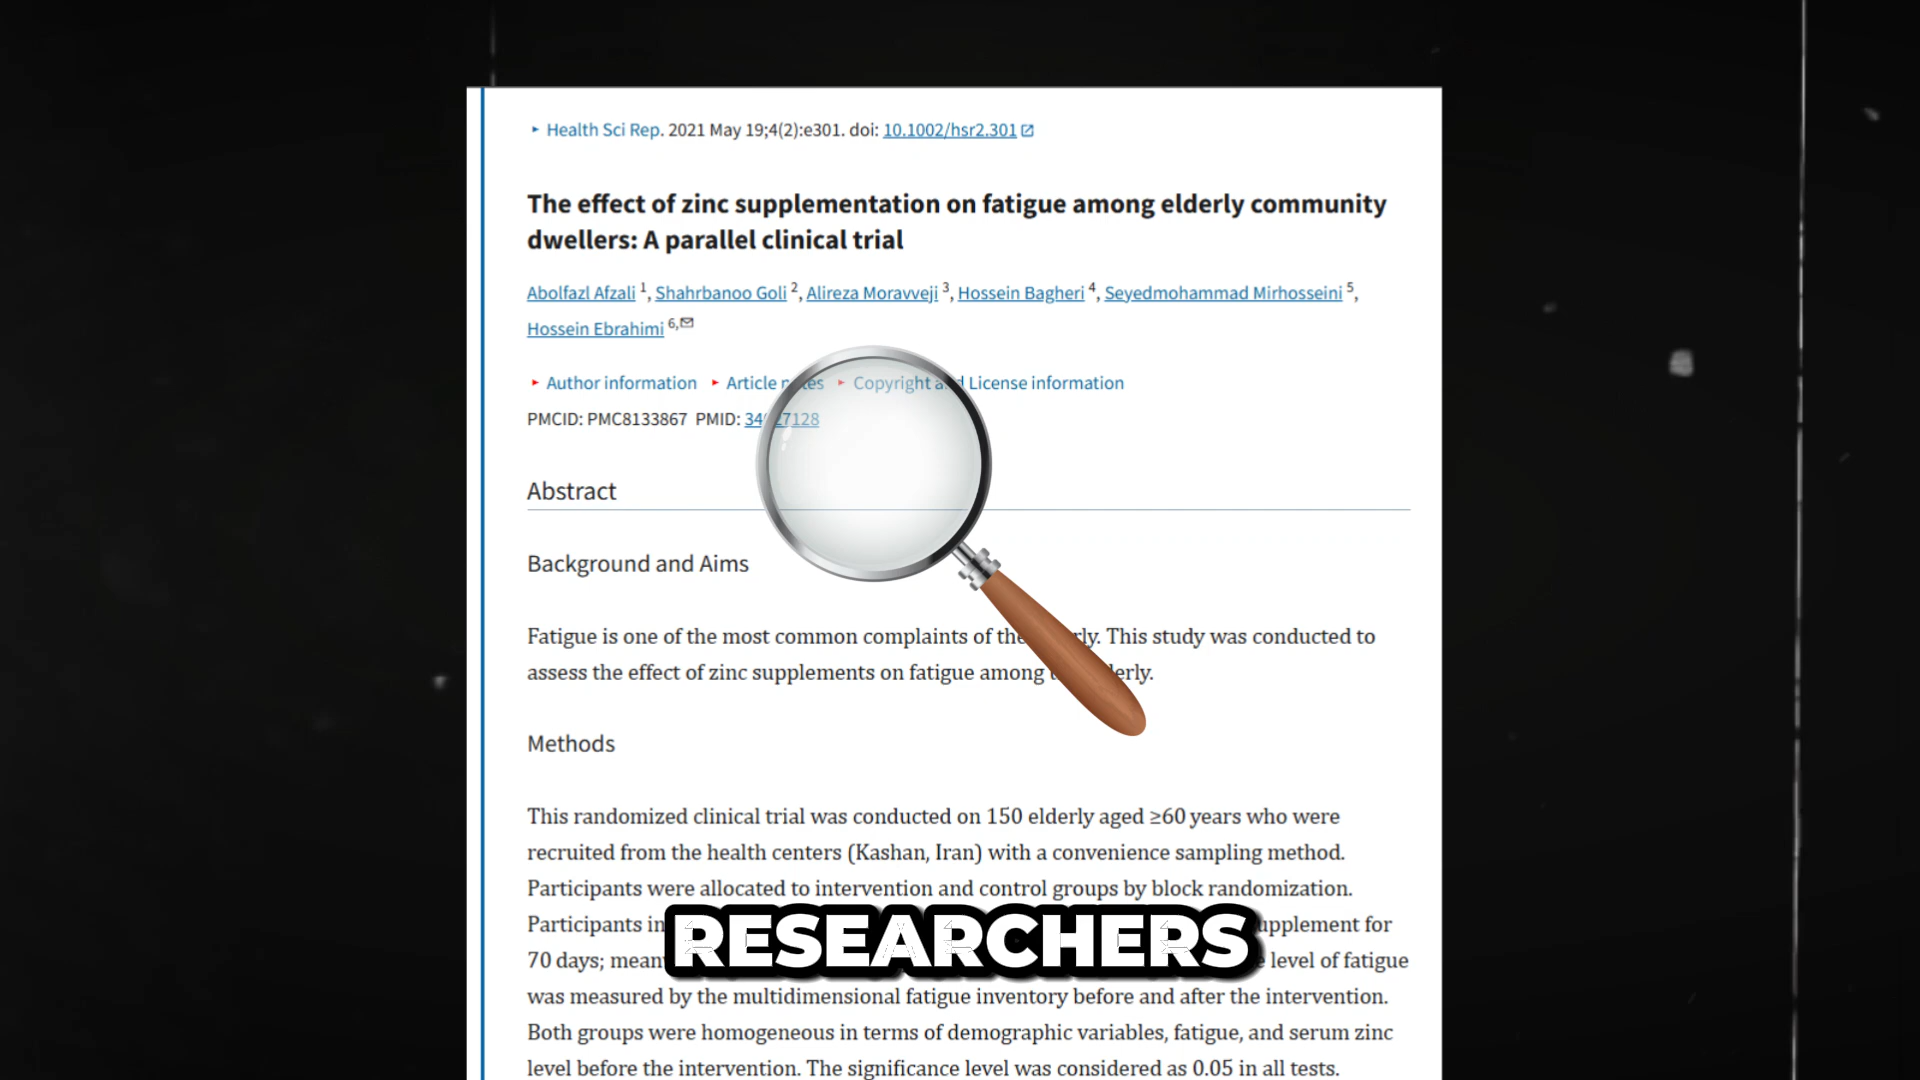 Health Sci Rep. 2021 May 19;4(2):e301. doi: 10.1002/hsr2.301
The effect of zinc supplementation on fatigue among elderly community
dwellers: A parallel clinical trial
Abolfazl Afzali 1, Shahrbanoo Goli 2, Alireza Moravveji 3, Hossein Bagheri 4, Seyedmohammad Mirhosseini 5,
Hossein Ebrahimi 6,
Author information Article Copyright License information
PMCID: PMC8133867 PMID:
Abstract
Background and Aims
Fatigue is one of the most common complaints of This study was conducted to
assess the effect of zinc supplements on fatigue among
Methods
This randomized clinical trial was conducted on 150 elderly aged ≥60 years who were
recruited from the health centers (Kashan, Iran) with a convenience sampling method.
Participants were allocated to intervention and control groups by block randomization.
Participants for
70 days; level of fatigue
RESEARCHERS
was measured by the multidimensional fatigue inventory before and after the intervention.
Both groups were homogeneous in terms of demographic variables, fatigue, and serum zinc
level before the intervention. The significance level was considered as 0.05 in all tests.